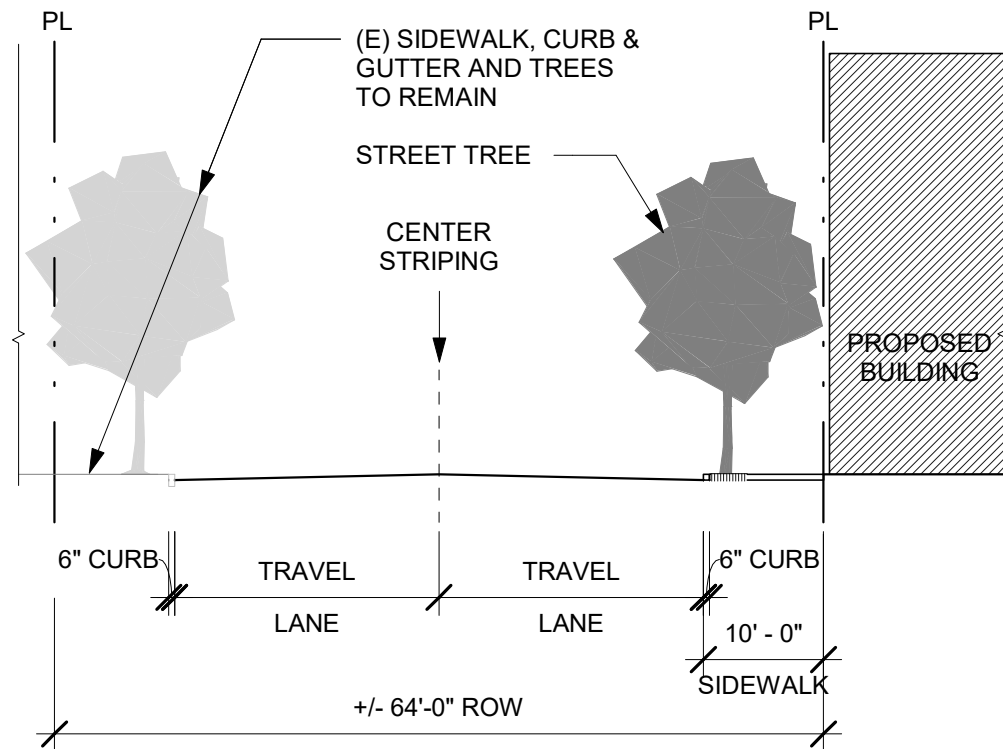 PL
PL
(E) SIDEWALK, CURB &
GUTTER AND TREES
TO REMAIN
STREET TREE
CENTER
STRIPING
PROPOSED
BUILDING
6" CURB
TRAVEL
LANE
TRAVEL
LANE
6" CURB
10' - 0"
SIDEWALK
+/- 64'-0" ROW